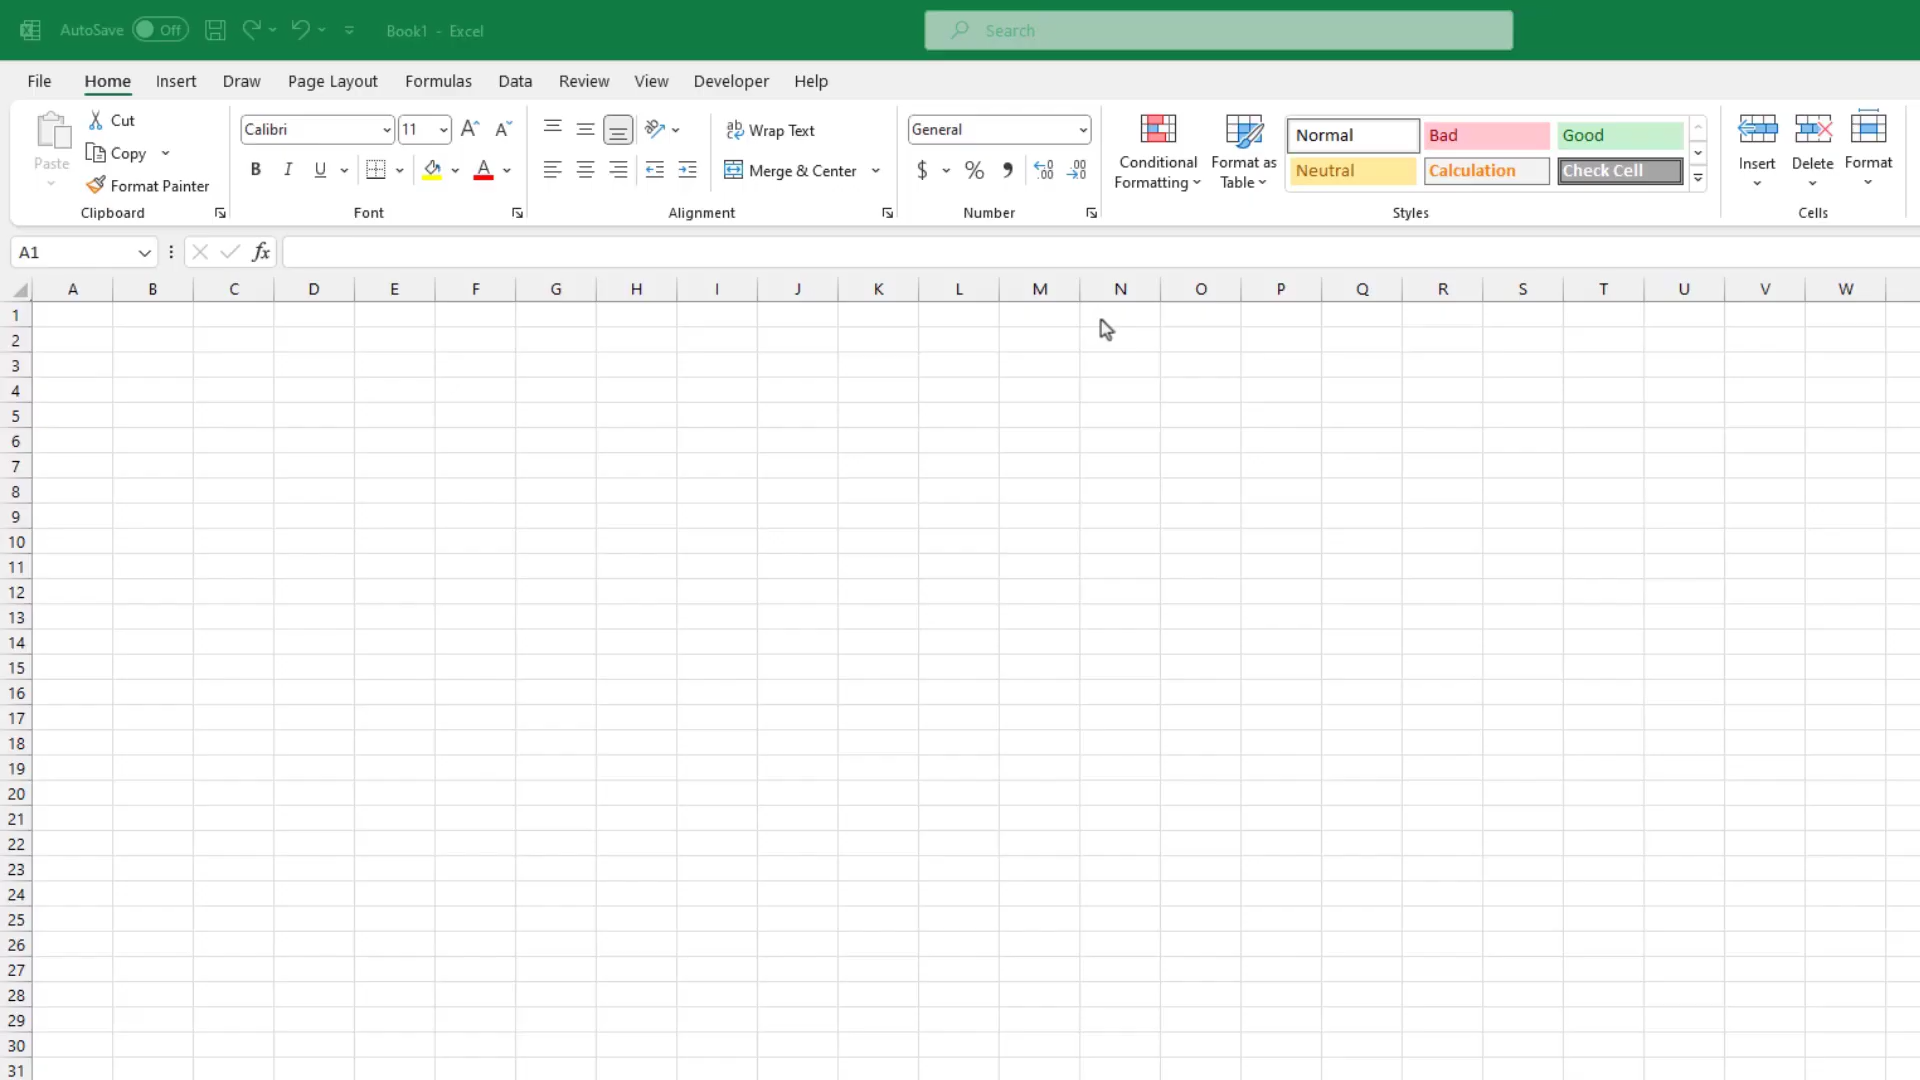 AutoSave Off Book1 - Excel Search
File Home Insert Draw Page Layout Formulas Data Review View Developer Help
Paste Cut Copy Format Painter
Clipboard
Calibri 11
B I U A
Font
ab Wrap Text
Merge & Center
Alignment
General
$ % 9 .00
Number
Conditional Formatting
Format as Table
Normal Bad Good
Neutral Calculation Check Cell
Styles
Insert Delete Format
Cells
A1 fx
A B C D E F G H I J K L M N O P Q R S T U V W
1
2
3
4
5
6
7
8
9
10
11
12
13
14
15
16
17
18
19
20
21
22
23
24
25
26
27
28
29
30
31